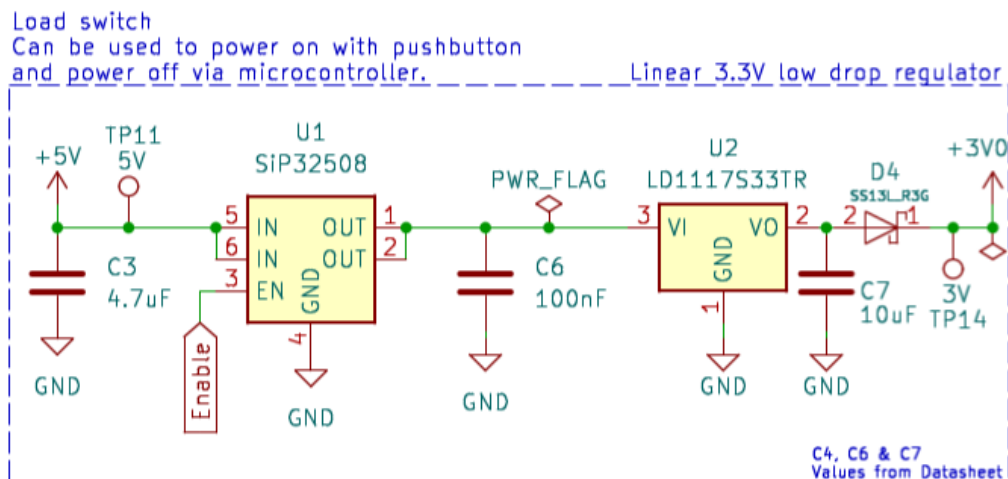 Load switch
Can be used to power on with pushbutton
and power off via microcontroller.
Linear 3.3V low drop regulator
+5V
TP11
5V
U1
SiP32508
PWR_FLAG
U2
LD1117S33TR
D4
SS13L_R3G
+3V0
5
IN
OUT
1
6
IN
OUT
2
3
EN
GND
4
3
VI
VO
2
GND
1
2
1
C3
4.7uF
C6
100nF
C7
10uF
3V
TP14
Enable
GND
GND
GND
GND
GND
C4, C6 & C7
Values from Datasheet